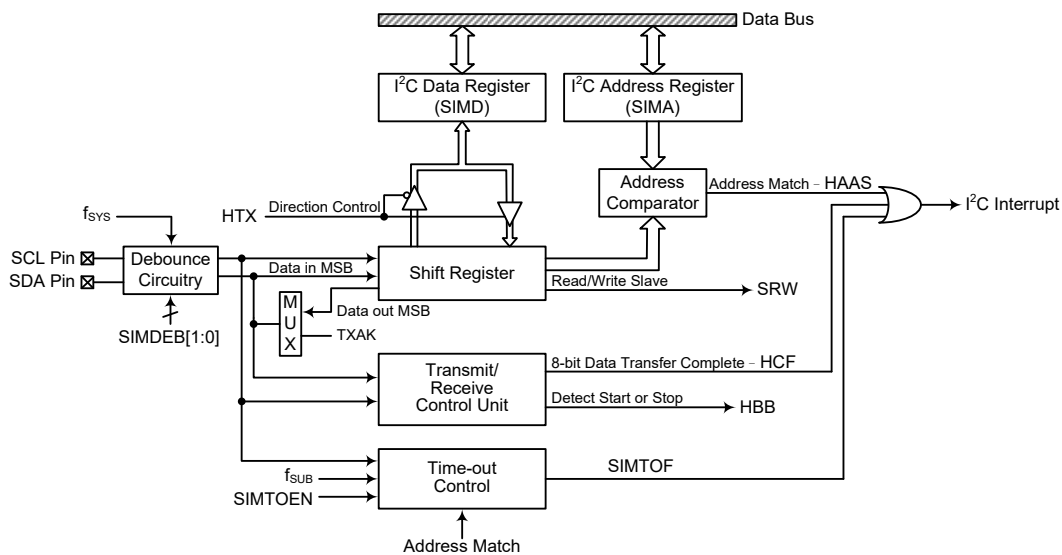 Data Bus
I²C Data Register
(SIMD)
I²C Address Register
(SIMA)
Address
Comparator
Address Match - HAAS
I²C Interrupt
HTX
Direction Control
fSYS
SCL Pin
SDA Pin
Debounce
Circuitry
SIMDEB[1:0]
Data in MSB
Shift Register
Read/Write Slave
SRW
M
U
X
Data out MSB
TXAK
Transmit/
Receive
Control Unit
8-bit Data Transfer Complete - HCF
Detect Start or Stop
HBB
fSUB
SIMTOEN
Time-out
Control
SIMTOF
Address Match